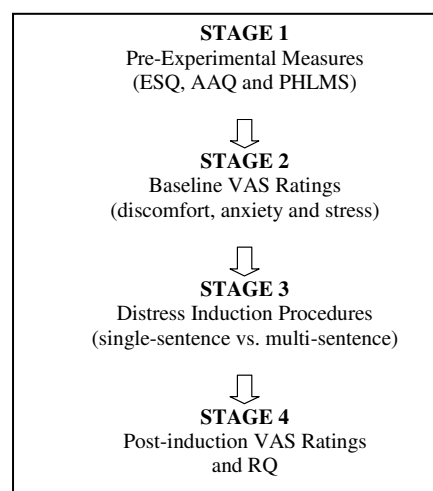 STAGE 1
Pre-Experimental Measures
(ESQ, AAQ and PHLMS)
STAGE 2
Baseline VAS Ratings
(discomfort, anxiety and stress)
STAGE 3
Distress Induction Procedures
(single-sentence vs. multi-sentence)
STAGE 4
Post-induction VAS Ratings
and RQ